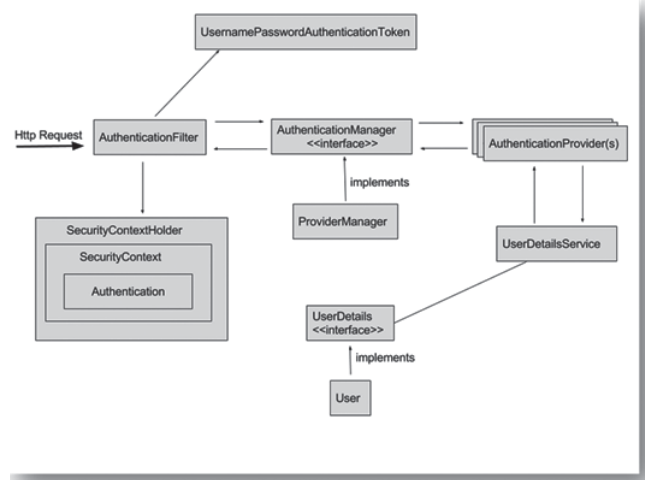 UsernamePasswordAuthenticationToken
Http Request
AuthenticationFilter
AuthenticationManager
<<interface>>
AuthenticationProvider(s)
implements
ProviderManager
SecurityContextHolder
SecurityContext
Authentication
UserDetailsService
UserDetails
<<interface>>
implements
User